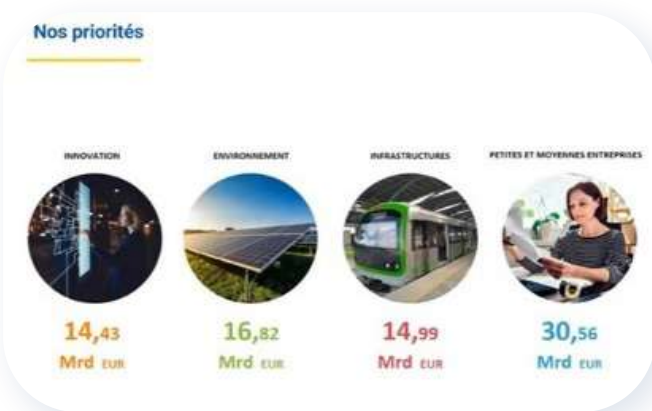 Nos priorités
INNOVATION
ENVIRONNEMENT
INFRASTRUCTURES
PETITES ET MOYENNES ENTREPRISES
14,43
Mrd EUR
16,82
Mrd EUR
14,99
Mrd EUR
30,56
Mrd EUR